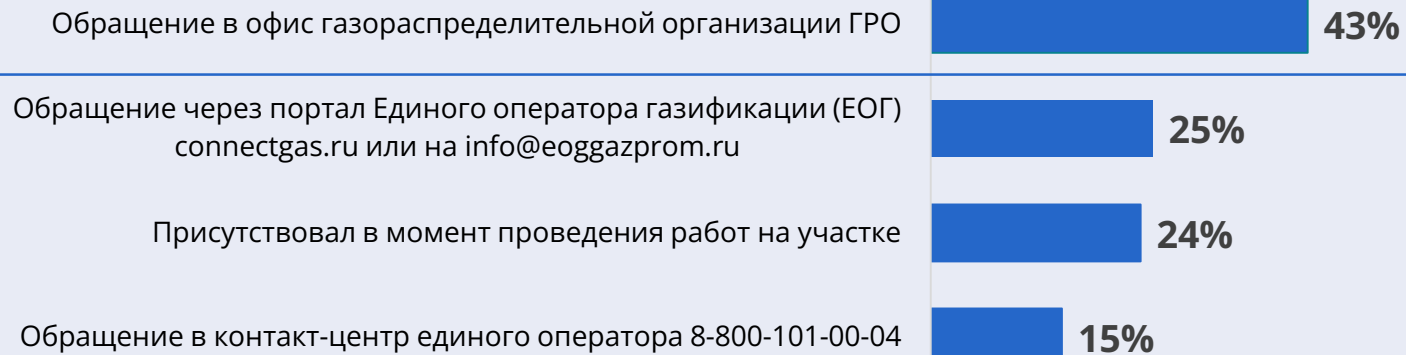 Обращение в офис газораспределительной организации ГРО 43%
Обращение через портал Единого оператора газификации (ЕОГ)
connectgas.ru или на info@eoggazprom.ru 25%
Присутствовал в момент проведения работ на участке 24%
Обращение в контакт-центр единого оператора 8-800-101-00-04 15%